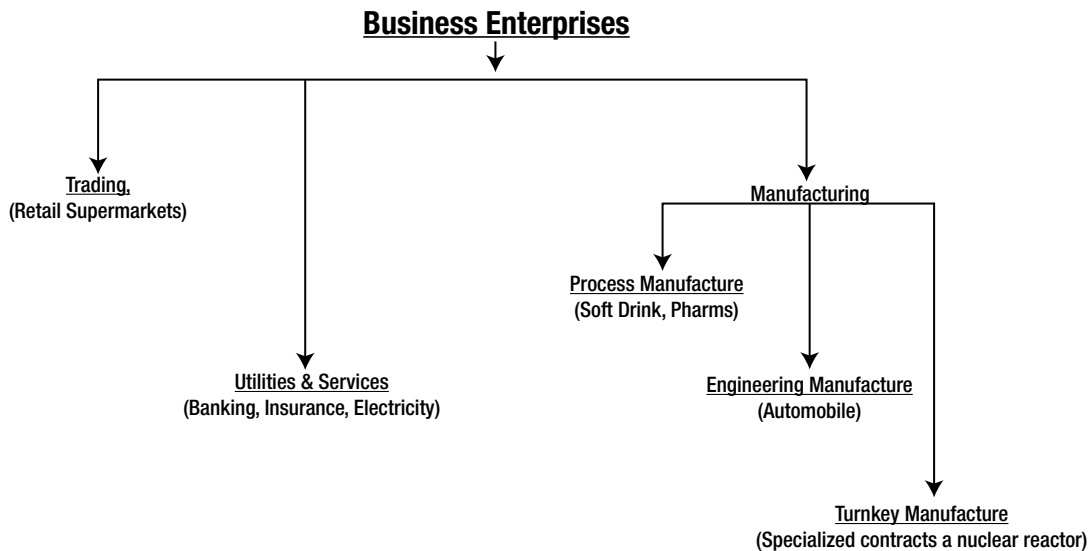 Business Enterprises
Trading,
(Retail Supermarkets)
Manufacturing
Process Manufacture
(Soft Drink, Pharms)
Utilities & Services
(Banking, Insurance, Electricity)
Engineering Manufacture
(Automobile)
Turnkey Manufacture
(Specialized contracts a nuclear reactor)